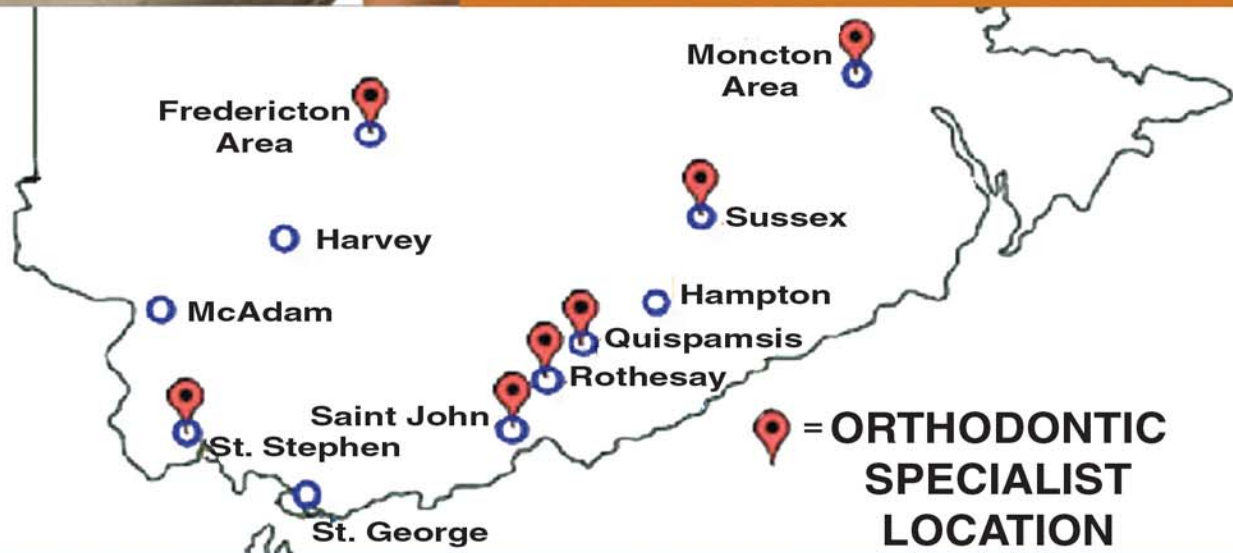 Moncton
Area
Fredericton
Area
Sussex
Harvey
Hampton
McAdam
Quispamsis
Rothesay
Saint John
St. Stephen
St. George
= ORTHODONTIC
SPECIALIST
LOCATION